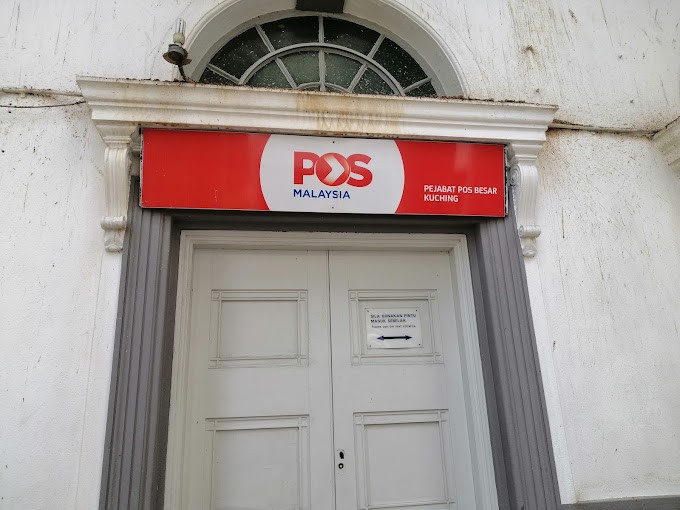 POS
MALAYSIA
PEJABAT POS BESAR
KUCHING
SILA GUNAKAN PINTU
MASUK SEBELAH